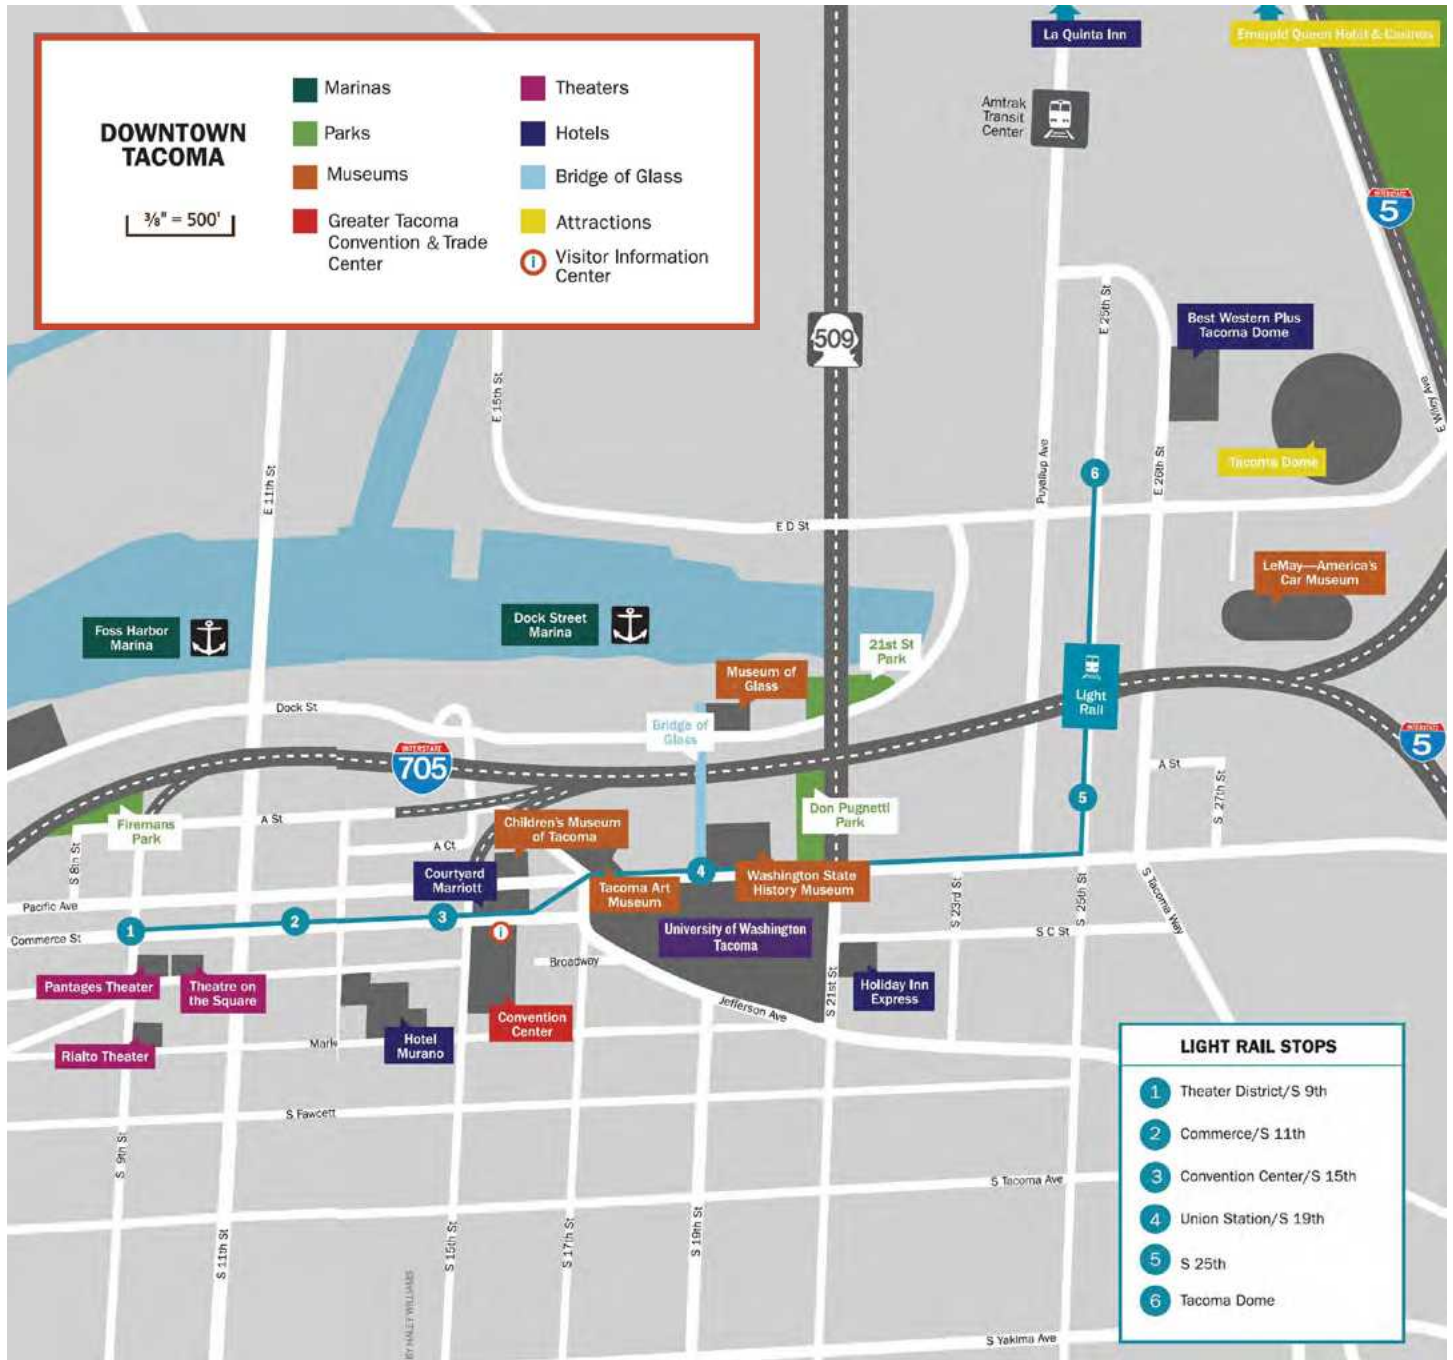 La Quinta Inn
Emerald Queen Hotel & Casinos
DOWNTOWN
TACOMA
3/8" = 500'
Marinas
Parks
Museums
Greater Tacoma
Convention & Trade
Center
Theaters
Hotels
Bridge of Glass
Attractions
i
Visitor Information
Center
Amtrak
Transit
Center
INTERSTATE
5
509
E 25th St
Best Western Plus
Tacoma Dome
E Wiley Ave
E 15th St
E 11th St
Puyallup Ave
6
E 26th St
Tacoma Dome
E D St
LeMay—America's
Car Museum
Foss Harbor
Marina
Dock Street
Marina
21st St
Park
Museum of
Glass
Light
Rail
Dock St
Bridge of
Glass
INTERSTATE
705
INTERSTATE
5
A St
S 27th St
5
Don Pugnetti
Park
Firemans
Park
A St
Children's Museum
of Tacoma
A Ct
S 8th St
Courtyard
Marriott
4
Tacoma Art
Museum
Washington State
History Museum
S 23rd St
S 25th St
S Tacoma Way
Pacific Ave
Commerce St
1
2
3
i
University of Washington
Tacoma
S C St
Broadway
Pantages Theater
Theatre on
the Square
S 21st St
Holiday Inn
Express
Jefferson Ave
Convention
Center
Hotel
Murano
Mark
Rialto Theater
S Fawcett
S 9th St
S Tacoma Ave
S 11th St
S 15th St
S 17th St
S 19th St
BY HALEY WILLIAMS
S Yakima Ave
LIGHT RAIL STOPS
1 Theater District/S 9th
2 Commerce/S 11th
3 Convention Center/S 15th
4 Union Station/S 19th
5 S 25th
6 Tacoma Dome